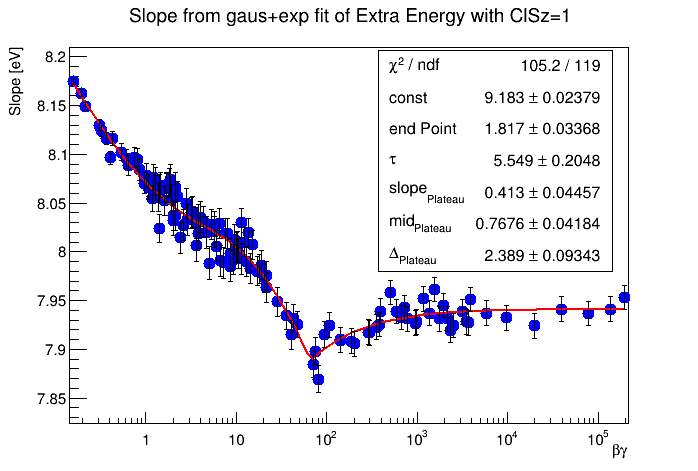 Slope from gaus+exp fit of Extra Energy with ClSz=1
Slope [eV]
8.2
8.15
8.1
8.05
8
7.95
7.9
7.85
χ² / ndf 105.2 / 119
const 9.183 ± 0.02379
end Point 1.817 ± 0.03368
τ 5.549 ± 0.2048
slope_Plateau 0.413 ± 0.04457
mid_Plateau 0.7676 ± 0.04184
Δ_Plateau 2.389 ± 0.09343
1 10 10² 10³ 10⁴ 10⁵
βγ